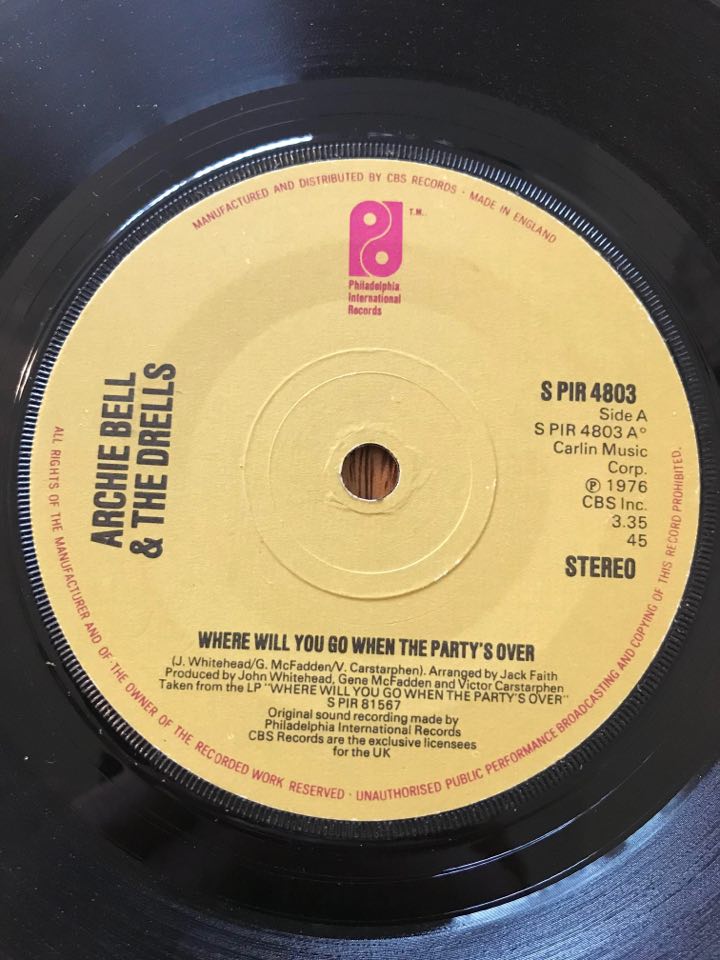 MANUFACTURED AND DISTRIBUTED BY CBS RECORDS · MADE IN ENGLAND
T.M.
Philadelphia
International
Records
ARCHIE BELL
& THE DRELLS
S PIR 4803
Side A
S PIR 4803 A°
Carlin Music
Corp.
Ⓟ 1976
CBS Inc.
3.35
45
STEREO
WHERE WILL YOU GO WHEN THE PARTY'S OVER
(J. Whitehead/G. McFadden/V. Carstarphen). Arranged by Jack Faith
Produced by John Whitehead, Gene McFadden and Victor Carstarphen
Taken from the LP "WHERE WILL YOU GO WHEN THE PARTY'S OVER"
S PIR 81567
Original sound recording made by
Philadelphia International Records
CBS Records are the exclusive licensees
for the UK
ALL RIGHTS OF THE MANUFACTURER AND OF THE OWNER OF THE RECORDED WORK RESERVED · UNAUTHORISED PUBLIC PERFORMANCE BROADCASTING AND COPYING OF THIS RECORD PROHIBITED.